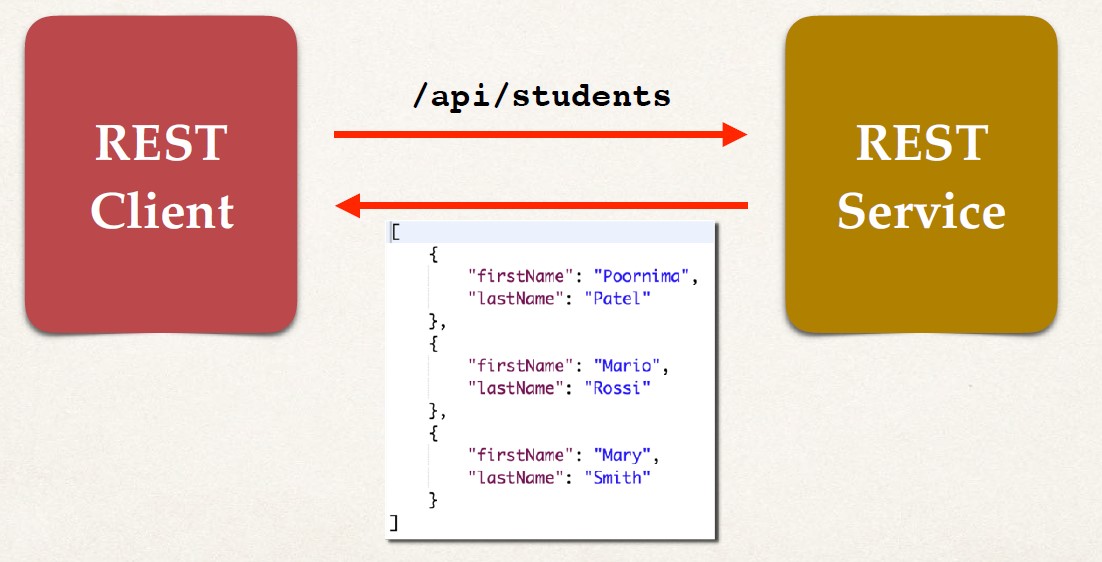 REST
Client
/api/students
REST
Service
[
{
"firstName": "Poornima",
"lastName": "Patel"
},
{
"firstName": "Mario",
"lastName": "Rossi"
},
{
"firstName": "Mary",
"lastName": "Smith"
}
]